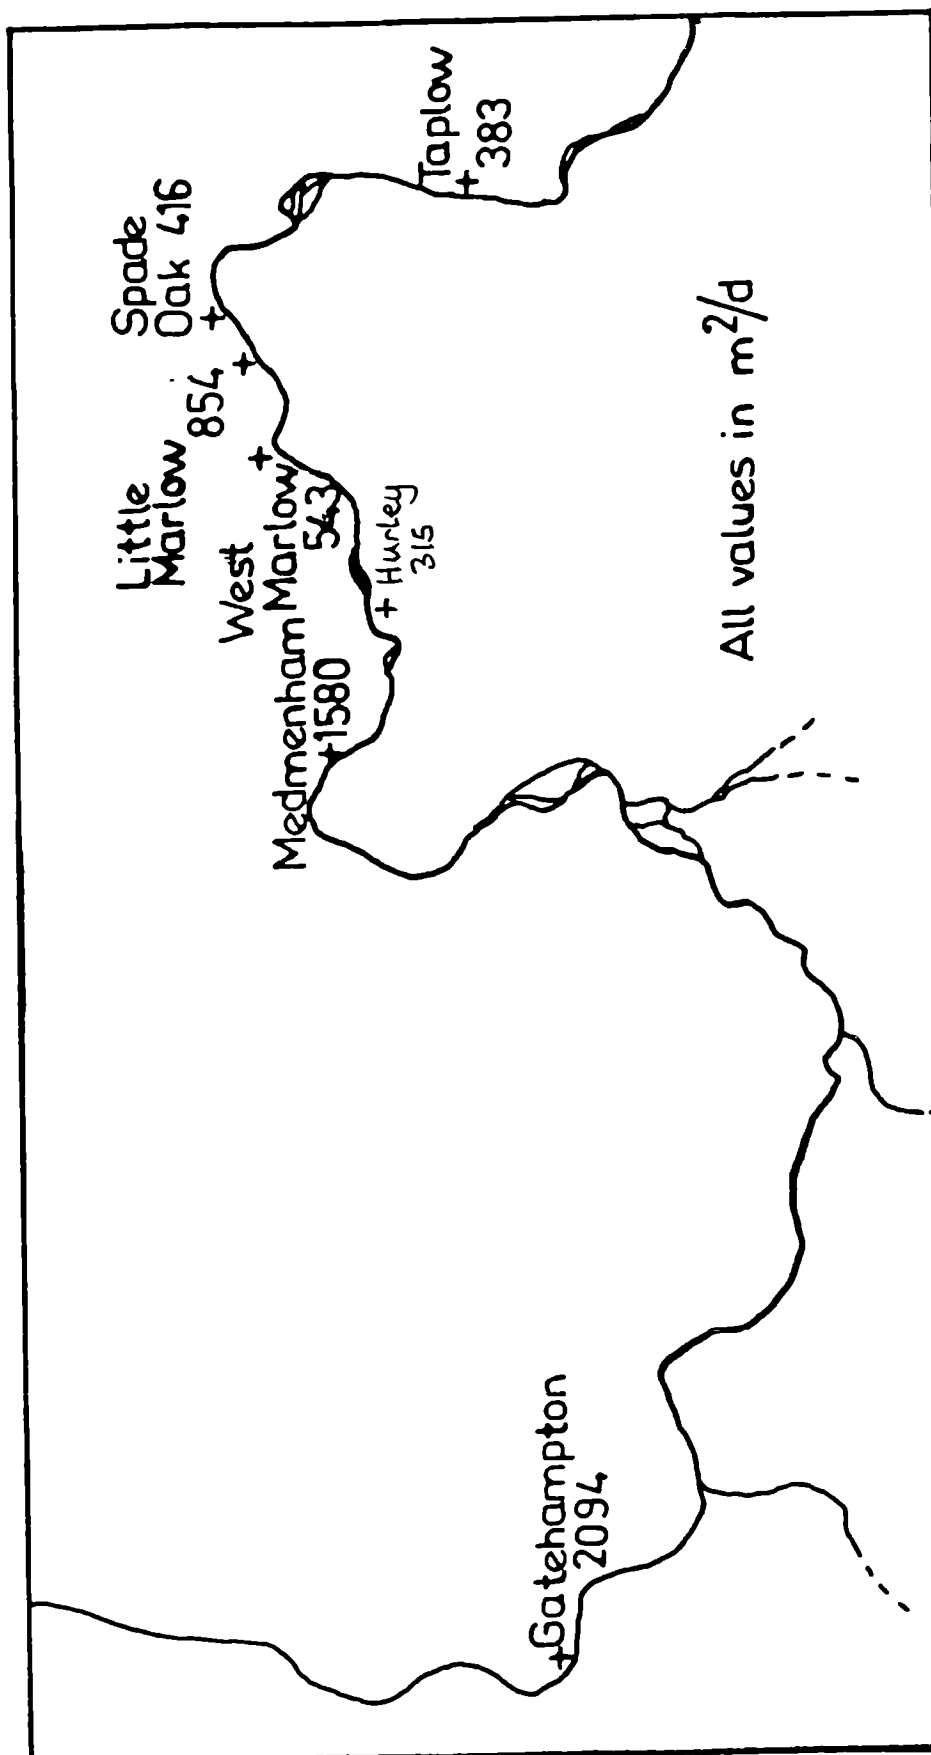 Gatehampton
2094
Medmenham
1580
Hurley
315
West
Marlow
543
Little
Marlow
854
Spade
Oak 416
Taplow
383
All values in m²/d